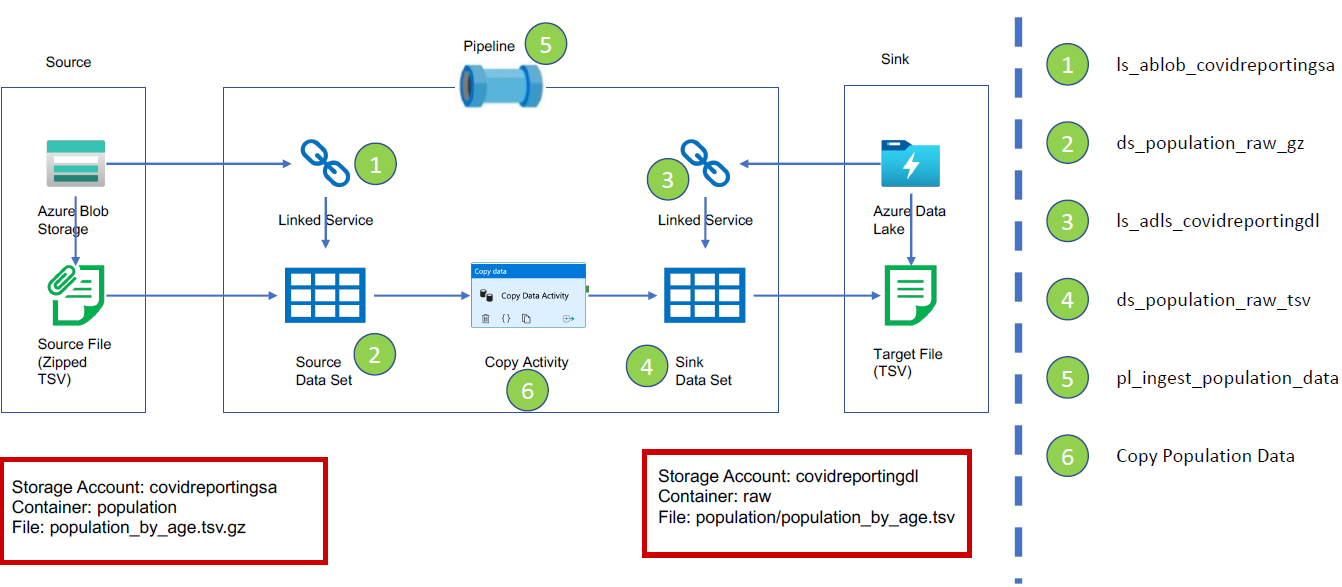 Source
Pipeline
5
Sink
1
ls_ablob_covidreportingsa
2
ds_population_raw_gz
3
ls_adls_covidreportingdl
4
ds_population_raw_tsv
5
pl_ingest_population_data
6
Copy Population Data
Azure Blob
Storage
1
Linked Service
3
Linked Service
Azure Data
Lake
Source File
(Zipped
TSV)
Source
Data Set
2
Copy data
Copy Data Activity
{}
Copy Activity
6
4
Sink
Data Set
Target File
(TSV)
Storage Account: covidreportingsa
Container: population
File: population_by_age.tsv.gz
Storage Account: covidreportingdl
Container: raw
File: population/population_by_age.tsv